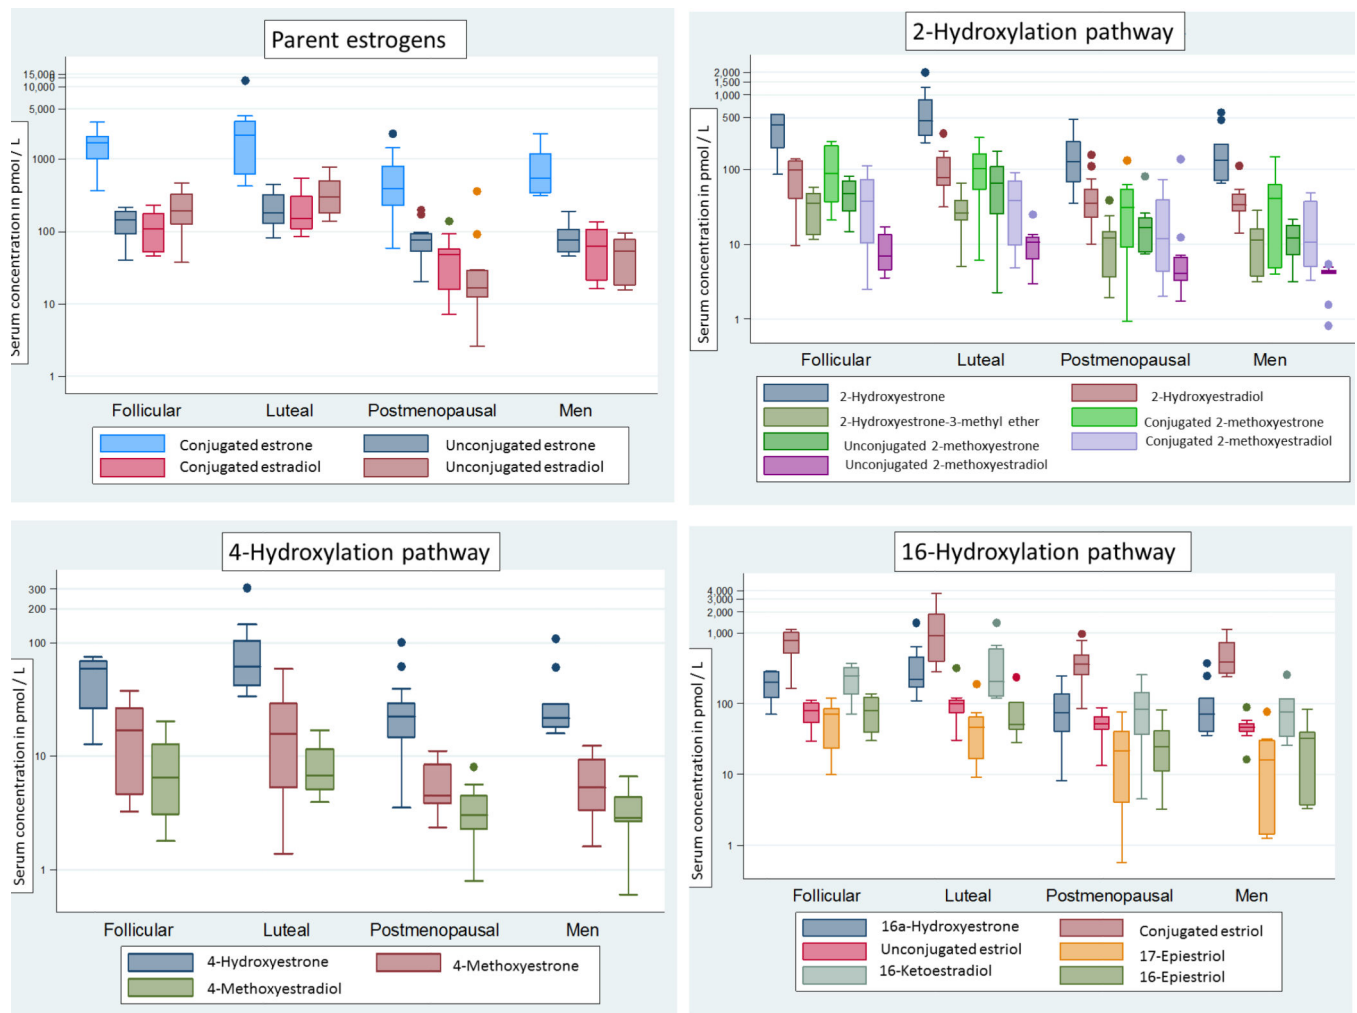 Parent estrogens
15,000
0
10,000
5,000
1000
100
10
1
Serum concentration in pmol / L
Follicular Luteal Postmenopausal Men
Conjugated estrone Unconjugated estrone
Conjugated estradiol Unconjugated estradiol
2-Hydroxylation pathway
2,000
1,500
1,000
500
100
10
1
Serum concentration in pmol / L
Follicular Luteal Postmenopausal Men
2-Hydroxyestrone 2-Hydroxyestradiol
2-Hydroxyestrone-3-methyl ether Conjugated 2-methoxyestrone
Unconjugated 2-methoxyestrone Conjugated 2-methoxyestradiol
Unconjugated 2-methoxyestradiol
4-Hydroxylation pathway
300
200
100
10
1
Serum concentration in pmol / L
Follicular Luteal Postmenopausal Men
4-Hydroxyestrone 4-Methoxyestrone
4-Methoxyestradiol
16-Hydroxylation pathway
4,000
3,000
2,000
1,000
100
10
1
Serum concentration in pmol / L
Follicular Luteal Postmenopausal Men
16a-Hydroxyestrone Conjugated estriol
Unconjugated estriol 17-Epiestriol
16-Ketoestradiol 16-Epiestriol